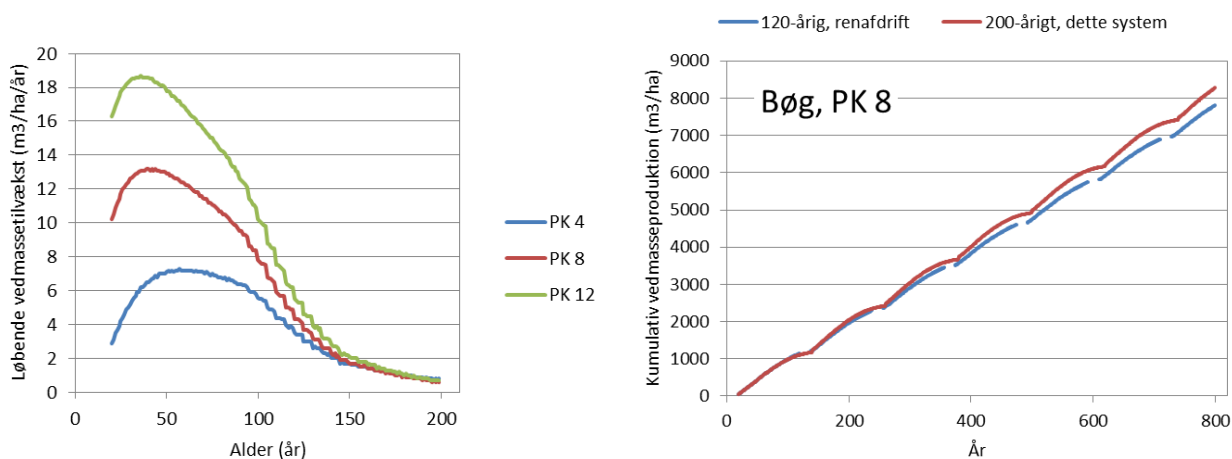 Løbende vedmassetilvækst (m3/ha/år)
20
18
16
14
12
10
8
6
4
2
0
0 50 100 150 200
Alder (år)
PK 4
PK 8
PK 12
120-årig, renafdrift 200-årigt, dette system
Kumulativ vedmasseproduktion (m3/ha)
9000
8000
7000
6000
5000
4000
3000
2000
1000
0
Bøg, PK 8
0 200 400 600 800
År